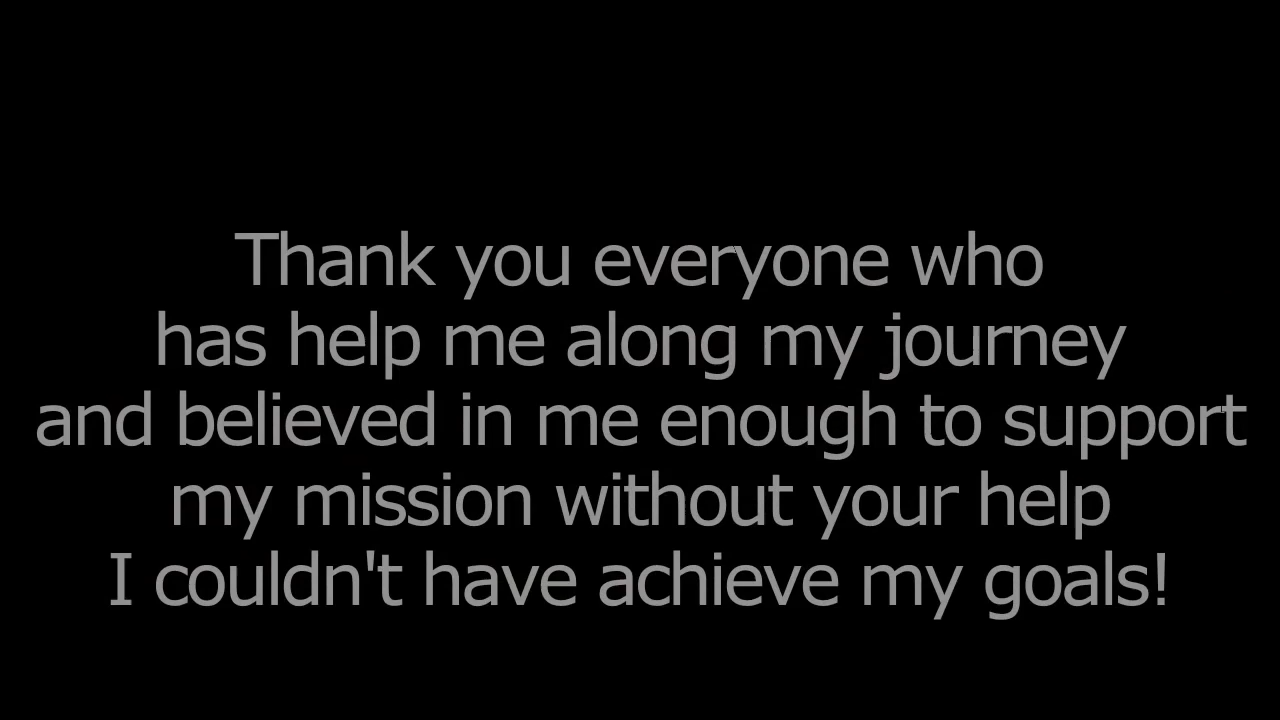 Thank you everyone who
has help me along my journey
and believed in me enough to support
my mission without your help
I couldn't have achieve my goals!